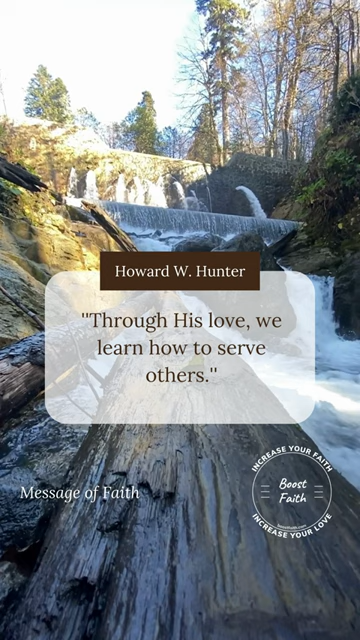 Howard W. Hunter
"Through His love, we
learn how to serve
others."
Message of Faith
INCREASE YOUR FAITH
Boost
Faith
INCREASE YOUR LOVE